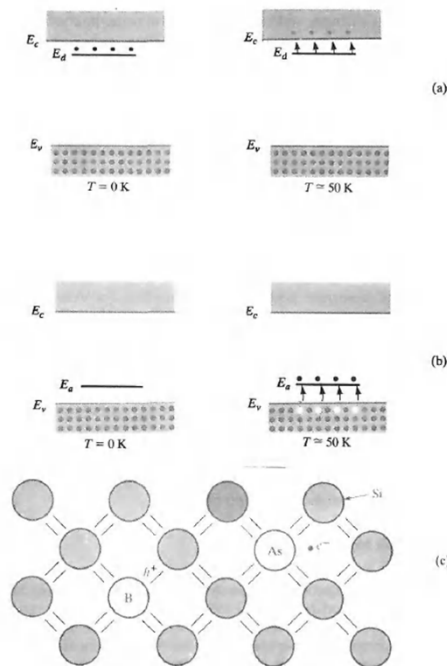 E_c
E_d
E_c
E_d
(a)
E_v
E_v
T = 0 K
T ≃ 50 K
E_c
E_c
(b)
E_a
E_a
E_v
E_v
T = 0 K
T ≃ 50 K
Si
As
e⁻
h⁺
B
(c)